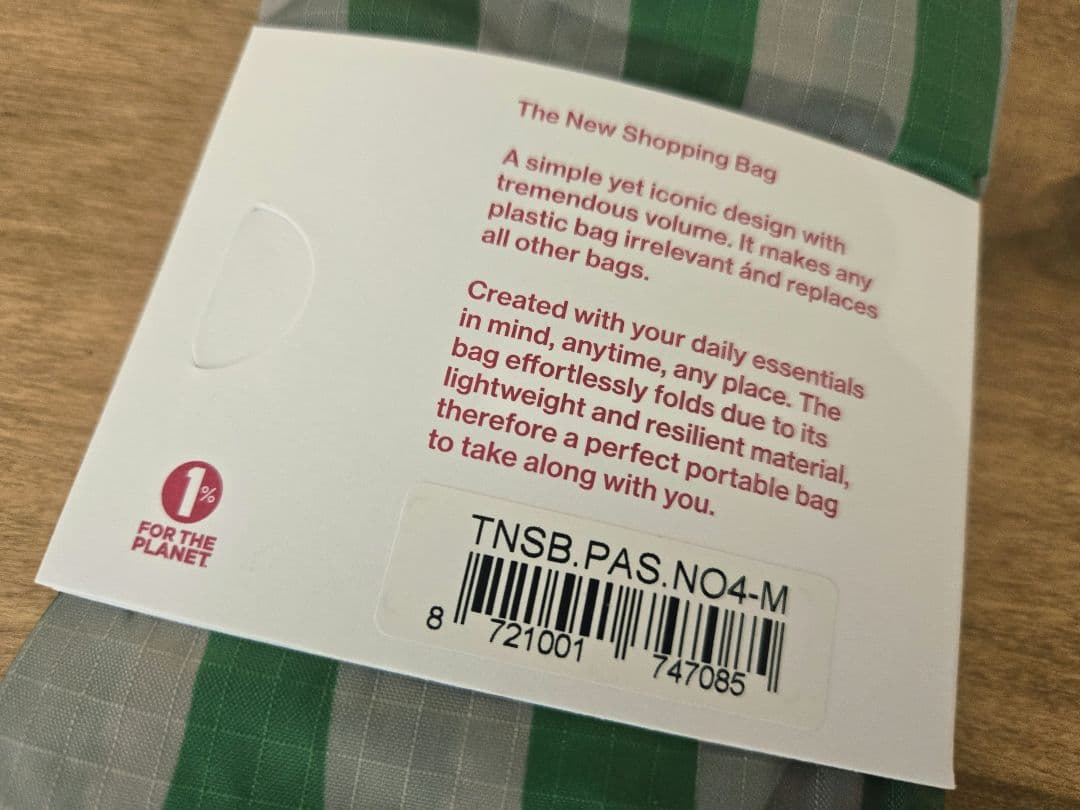 The New Shopping Bag
A simple yet iconic design with
tremendous volume. It makes any
plastic bag irrelevant ánd replaces
all other bags.
Created with your daily essentials
in mind, anytime, any place. The
bag effortlessly folds due to its
lightweight and resilient material,
therefore a perfect portable bag
to take along with you.
1%
FOR THE
PLANET
TNSB.PAS.NO4-M
8 721001 747085